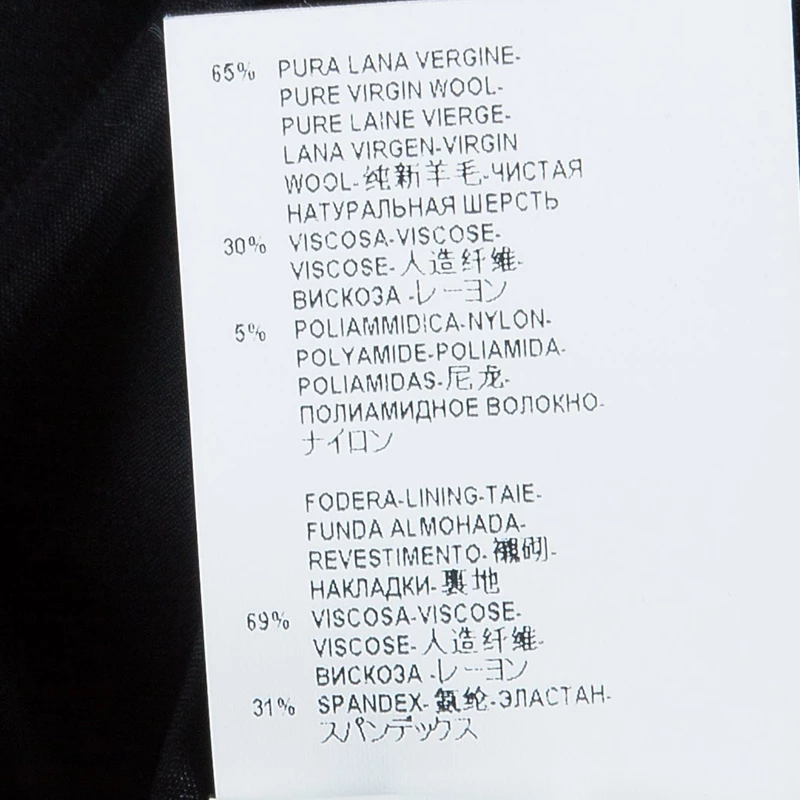 65% PURA LANA VERGINE-
PURE VIRGIN WOOL-
PURE LAINE VIERGE-
LANA VIRGEN-VIRGIN
WOOL-纯新羊毛-ЧИСТАЯ
НАТУРАЛЬНАЯ ШЕРСТЬ
30% VISCOSA-VISCOSE-
VISCOSE-人造纤维-
ВИСКОЗА -レーヨン
5% POLIAMMIDICA-NYLON-
POLYAMIDE-POLIAMIDA-
POLIAMIDAS-尼龙-
ПОЛИАМИДНОЕ ВОЛОКНО-
ナイロン
FODERA-LINING-TAIE-
FUNDA ALMOHADA-
REVESTIMENTO-襯砌-
НАКЛАДКИ-裏地
69% VISCOSA-VISCOSE-
VISCOSE-人造纤维-
ВИСКОЗА -レーヨン
31% SPANDEX-氨纶-ЭЛАСТАН-
スパンデックス